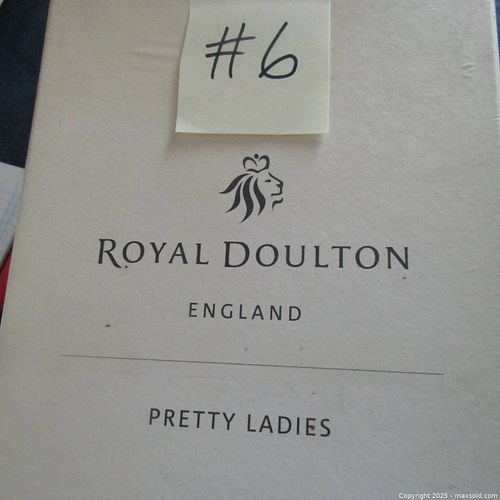 #6
ROYAL DOULTON
ENGLAND
PRETTY LADIES
Copyright © 2025 - maxsold.com